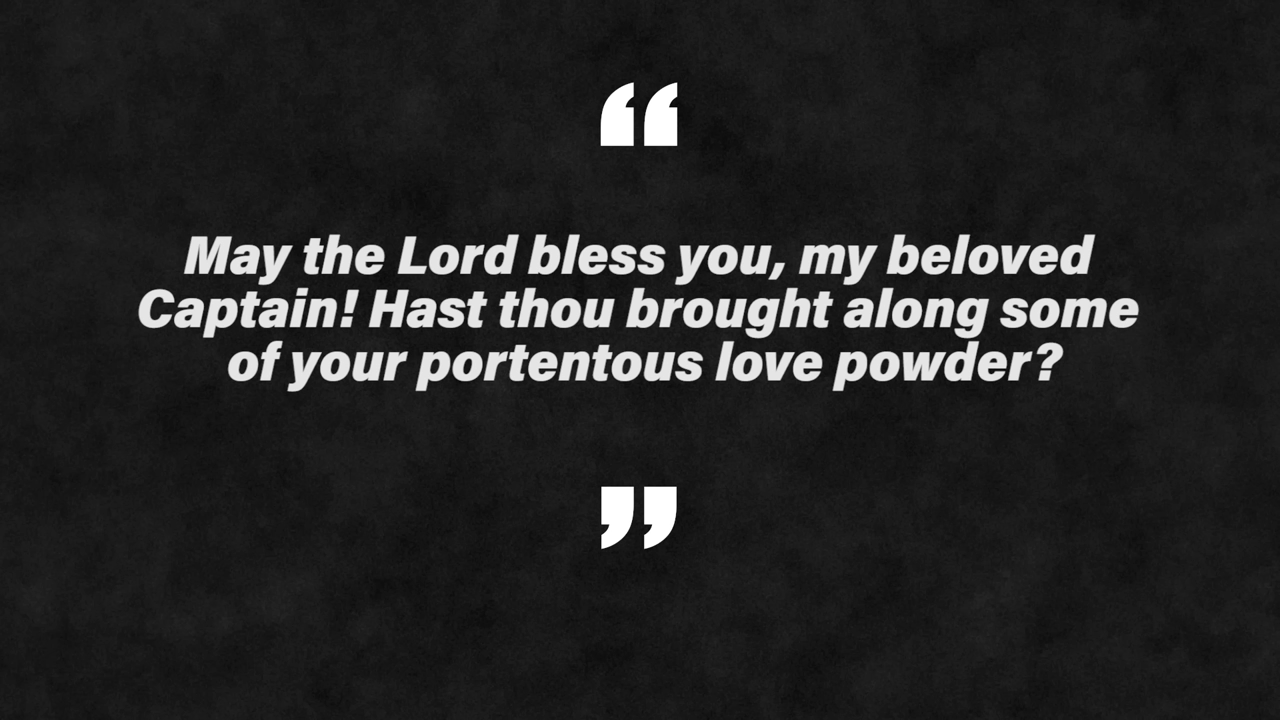 “
May the Lord bless you, my beloved
Captain! Hast thou brought along some
of your portentous love powder?
”